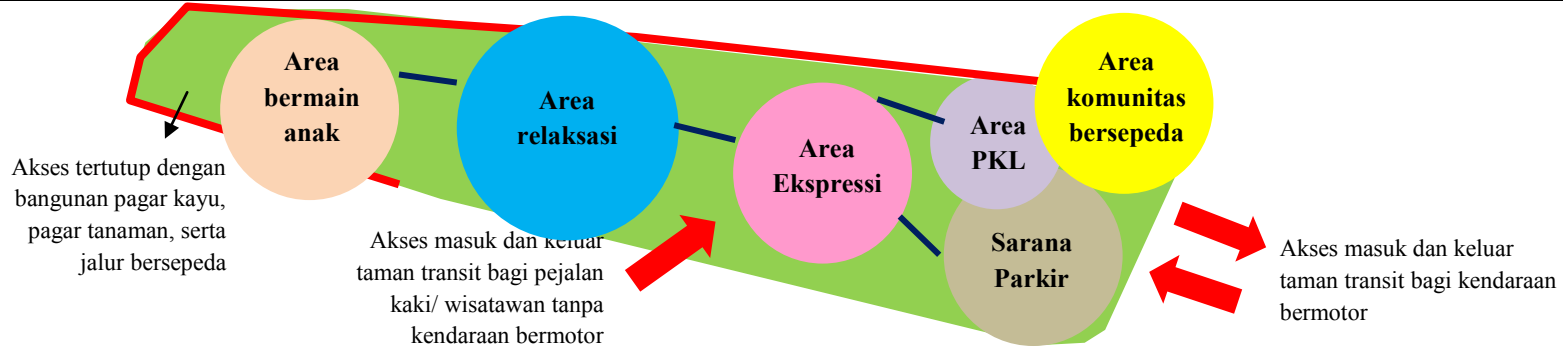 Area
bermain
anak
Area
relaksasi
Area
Ekspressi
Area
PKL
Area
komunitas
bersepeda
Sarana
Parkir
Akses tertutup dengan
bangunan pagar kayu,
pagar tanaman, serta
jalur bersepeda
Akses masuk dan keluar
taman transit bagi pejalan
kaki/ wisatawan tanpa
kendaraan bermotor
Akses masuk dan keluar
taman transit bagi kendaraan
bermotor